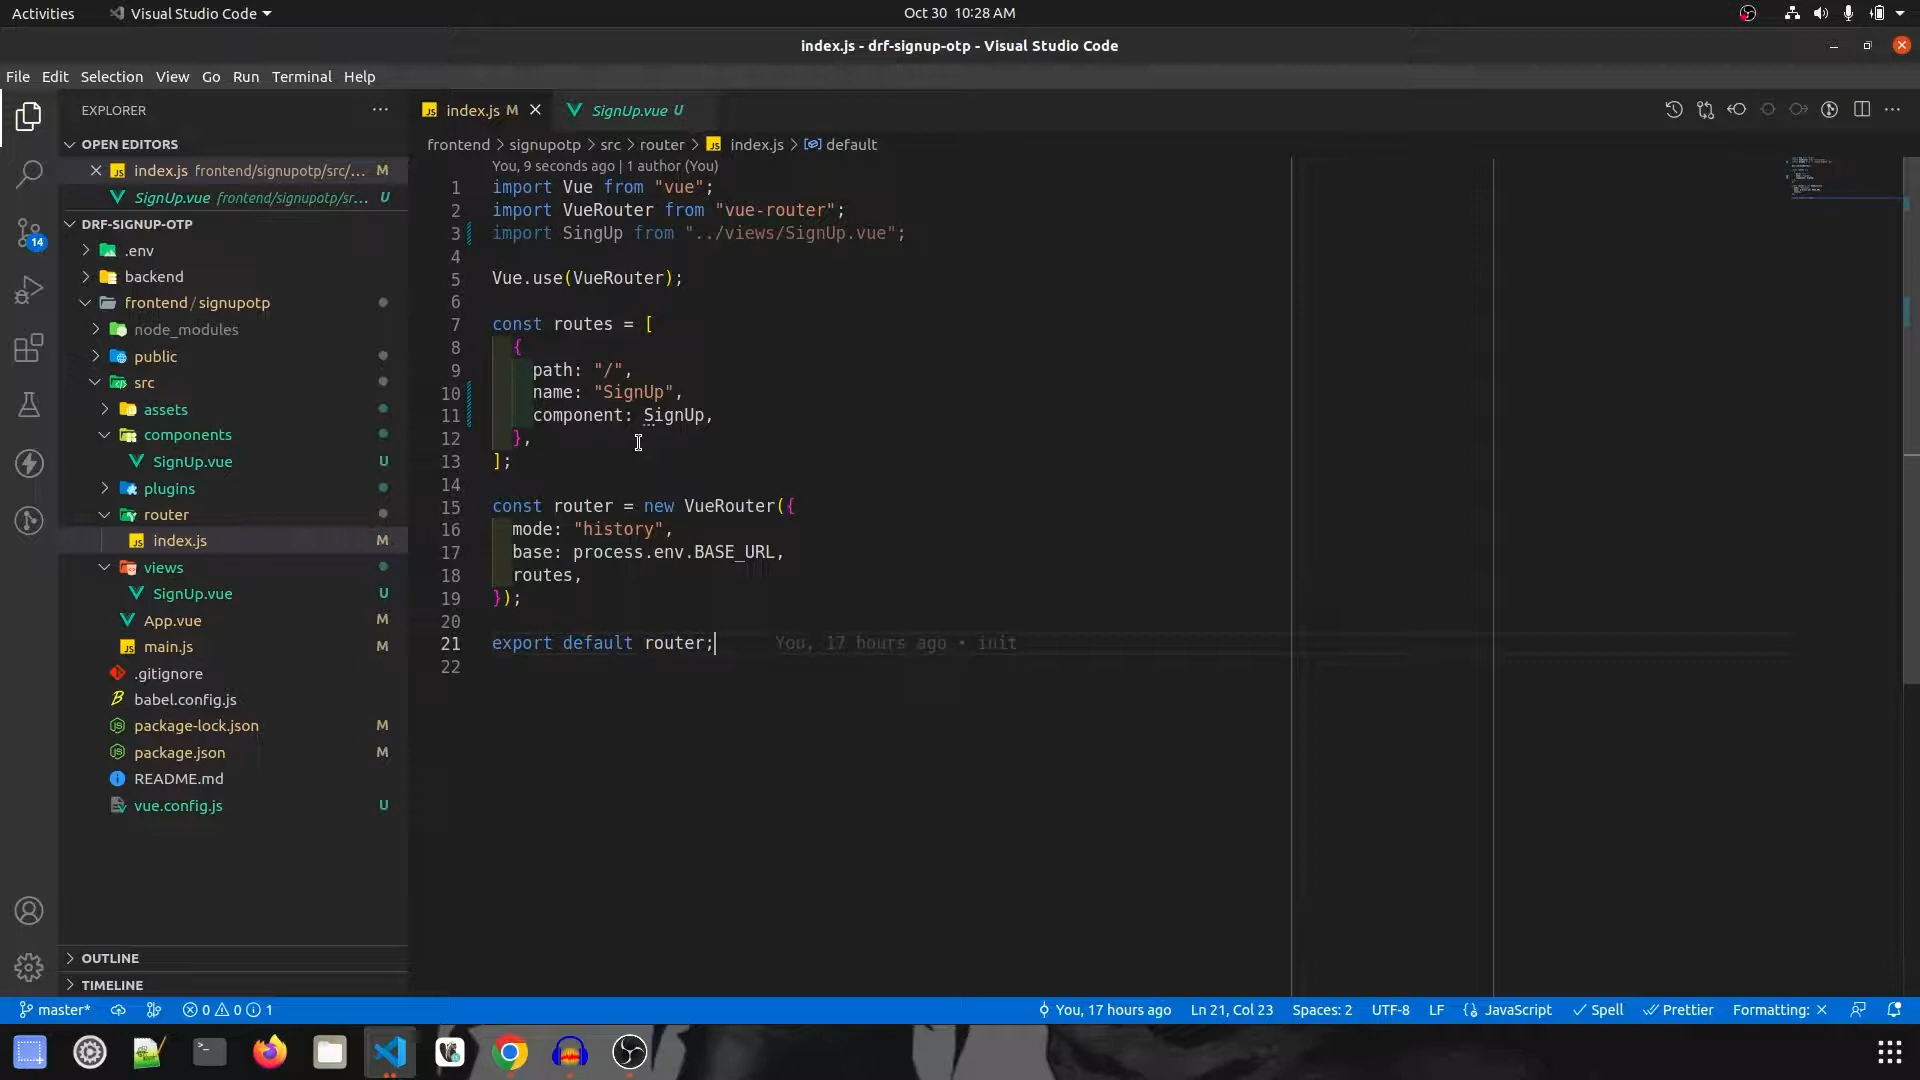 Activities
Visual Studio Code
Oct 30 10:28 AM
index.js - drf-signup-otp - Visual Studio Code
File Edit Selection View Go Run Terminal Help
EXPLORER
OPEN EDITORS
index.js frontend/signupotp/src/... M
SignUp.vue frontend/signupotp/sr... U
DRF-SIGNUP-OTP
.env
backend
frontend / signupotp
node_modules
public
src
assets
components
SignUp.vue U
plugins
router
index.js M
views
SignUp.vue U
App.vue M
main.js M
.gitignore
babel.config.js
package-lock.json M
package.json M
README.md
vue.config.js U
OUTLINE
TIMELINE
14
JS index.js M
SignUp.vue U
frontend > signupotp > src > router > JS index.js > default
You, 9 seconds ago | 1 author (You)
1 import Vue from "vue";
2 import VueRouter from "vue-router";
3 import SingUp from "../views/SignUp.vue";
4
5 Vue.use(VueRouter);
6
7 const routes = [
8 {
9 path: "/",
10 name: "SignUp",
11 component: SignUp,
12 },
13 ];
14
15 const router = new VueRouter({
16 mode: "history",
17 base: process.env.BASE_URL,
18 routes,
19 });
20
21 export default router; You, 17 hours ago • init
22
master* 0 0 1
You, 17 hours ago Ln 21, Col 23 Spaces: 2 UTF-8 LF JavaScript Spell Prettier Formatting: ×